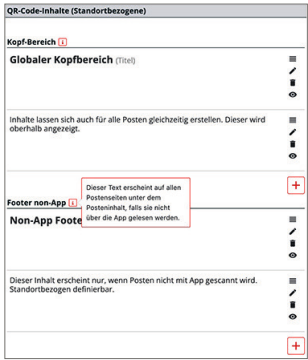 QR-Code-Inhalte (Standortbezogene)
Kopf-Bereich i
Globaler Kopfbereich (Titel)
Inhalte lassen sich auch für alle Posten gleichzeitig erstellen. Dieser wird
oberhalb angezeigt.
Footer non-App i
Dieser Text erscheint auf allen
Postenseiten unter dem
Posteninhalt, falls sie nicht
über die App gelesen werden.
Non-App Foote
Dieser Inhalt erscheint nur, wenn Posten nicht mit App gescannt wird.
Standortbezogen definierbar.